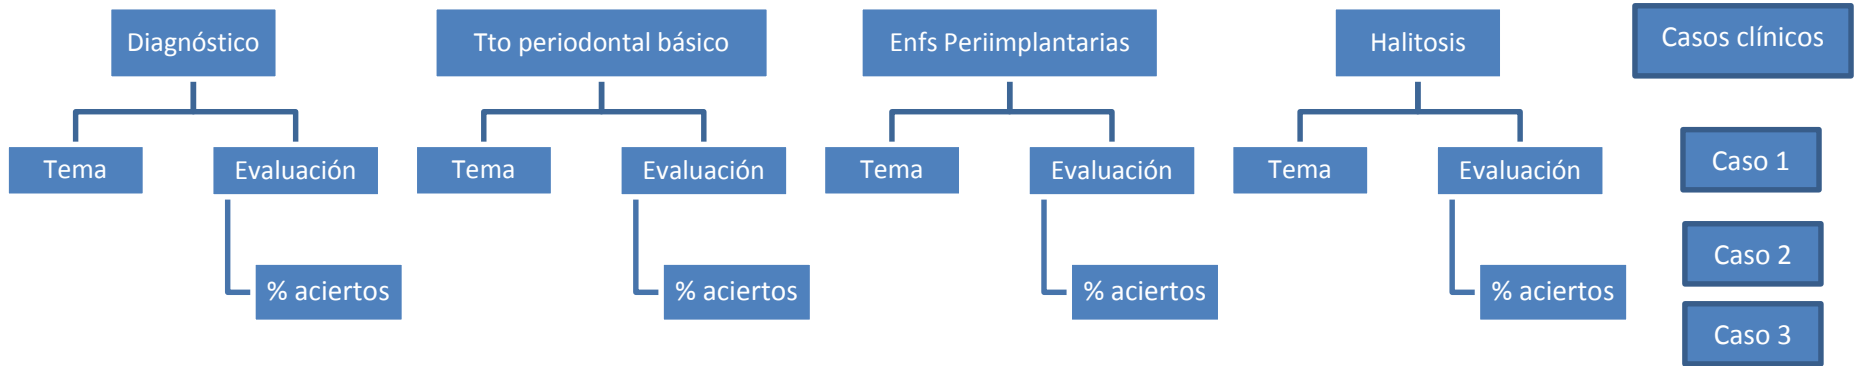 Diagnóstico
Tto periodontal básico
Enfs Periimplantarias
Halitosis
Casos clínicos
Tema
Evaluación
Tema
Evaluación
Tema
Evaluación
Tema
Evaluación
Caso 1
% aciertos
% aciertos
% aciertos
% aciertos
Caso 2
Caso 3